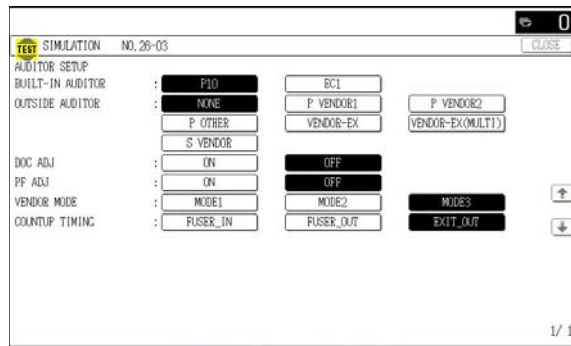 0
TEST SIMULATION NO. 26-03 CLOSE
AUDITOR SETUP
BUILT-IN AUDITOR : P10 EC1
OUTSIDE AUDITOR : NONE P VENDOR1 P VENDOR2
P OTHER VENDOR-EX VENDOR-EX(MULTI)
S VENDOR
DOC ADJ : ON OFF
PF ADJ : ON OFF
VENDOR MODE : MODE1 MODE2 MODE3
COUNTUP TIMING : FUSER_IN FUSER_OUT EXIT_OUT
1/ 1